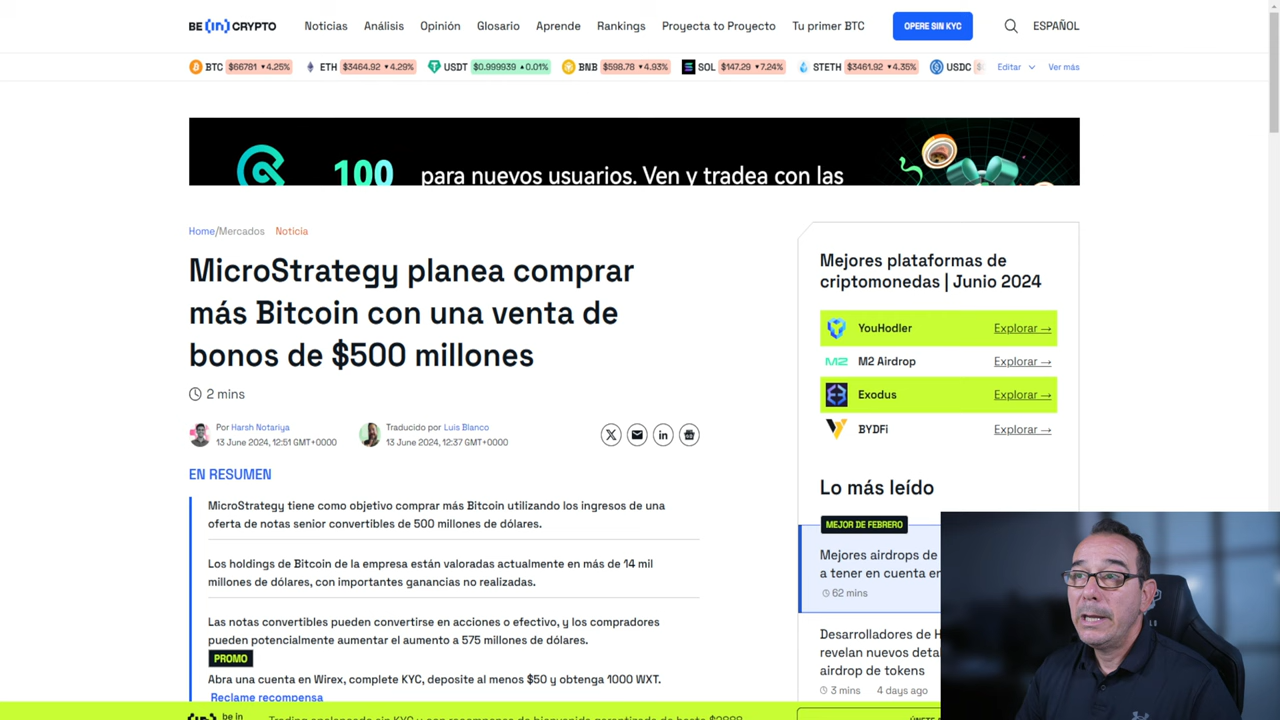 BE [in] CRYPTO
Noticias Análisis Opinión Glosario Aprende Rankings Proyecta to Proyecto Tu primer BTC OPERE SIN KYC ESPAÑOL
BTC $66781 ▾4.25% ETH $3464.92 ▾4.29% USDT $0.999939 ▴0.01% BNB $598.78 ▾4.93% SOL $147.29 ▾7.24% STETH $3461.92 ▾4.35% USDC Editar Ver más
100 para nuevos usuarios. Ven y tradea con las
Home/Mercados Noticia
MicroStrategy planea comprar
más Bitcoin con una venta de
bonos de $500 millones
2 mins
Por Harsh Notariya
13 June 2024, 12:51 GMT+0000
Traducido por Luis Blanco
13 June 2024, 12:37 GMT+0000
EN RESUMEN
MicroStrategy tiene como objetivo comprar más Bitcoin utilizando los ingresos de una
oferta de notas senior convertibles de 500 millones de dólares.
Los holdings de Bitcoin de la empresa están valoradas actualmente en más de 14 mil
millones de dólares, con importantes ganancias no realizadas.
Las notas convertibles pueden convertirse en acciones o efectivo, y los compradores
pueden potencialmente aumentar el aumento a 575 millones de dólares.
PROMO
Abra una cuenta en Wirex, complete KYC, deposite al menos $50 y obtenga 1000 WXT.
Reclame recompensa
Mejores plataformas de
criptomonedas | Junio 2024
YouHodler Explorar →
M2 M2 Airdrop Explorar →
Exodus Explorar →
BYDFi Explorar →
Lo más leído
MEJOR DE FEBRERO
Mejores airdrops de
a tener en cuenta en
62 mins
Desarrolladores de H
revelan nuevos deta
airdrop de tokens
3 mins 4 days ago
be in